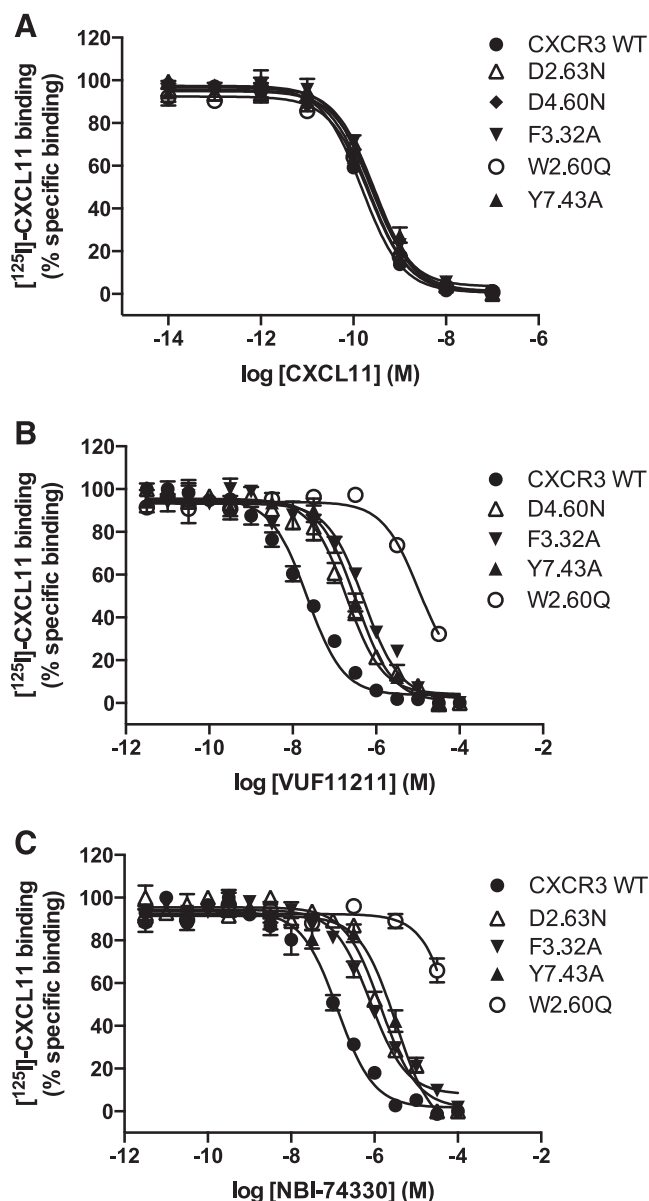 A
120
100
80
60
40
20
0
[125I]-CXCL11 binding
(% specific binding)
-14
-12
-10
-8
-6
log [CXCL11] (M)
CXCR3 WT
D2.63N
D4.60N
F3.32A
W2.60Q
Y7.43A
B
120
100
80
60
40
20
0
[125I]-CXCL11 binding
(% specific binding)
-12
-10
-8
-6
-4
-2
log [VUF11211] (M)
CXCR3 WT
D4.60N
F3.32A
Y7.43A
W2.60Q
C
120
100
80
60
40
20
0
[125I]-CXCL11 binding
(% specific binding)
-12
-10
-8
-6
-4
-2
log [NBI-74330] (M)
CXCR3 WT
D2.63N
F3.32A
Y7.43A
W2.60Q